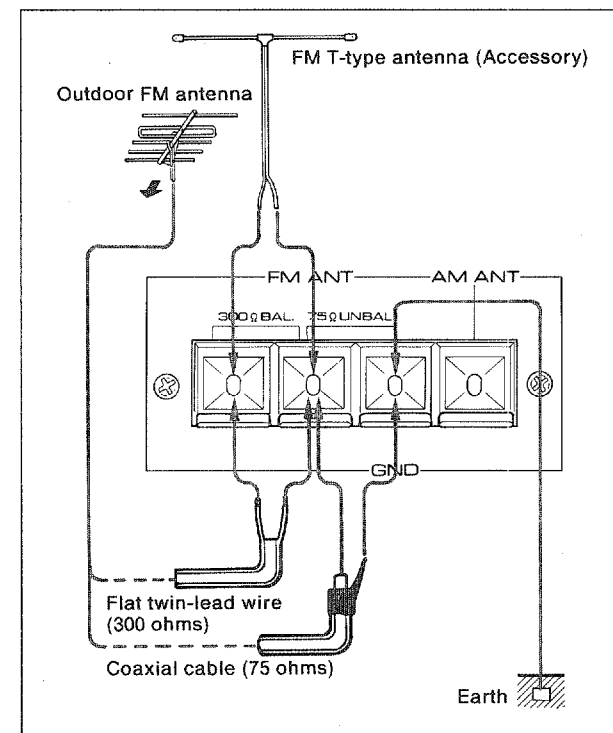 FM T-type antenna (Accessory)
Outdoor FM antenna
FM ANT
AM ANT
300Ω BAL.
75Ω UNBAL
GND
Flat twin-lead wire
(300 ohms)
Coaxial cable (75 ohms)
Earth